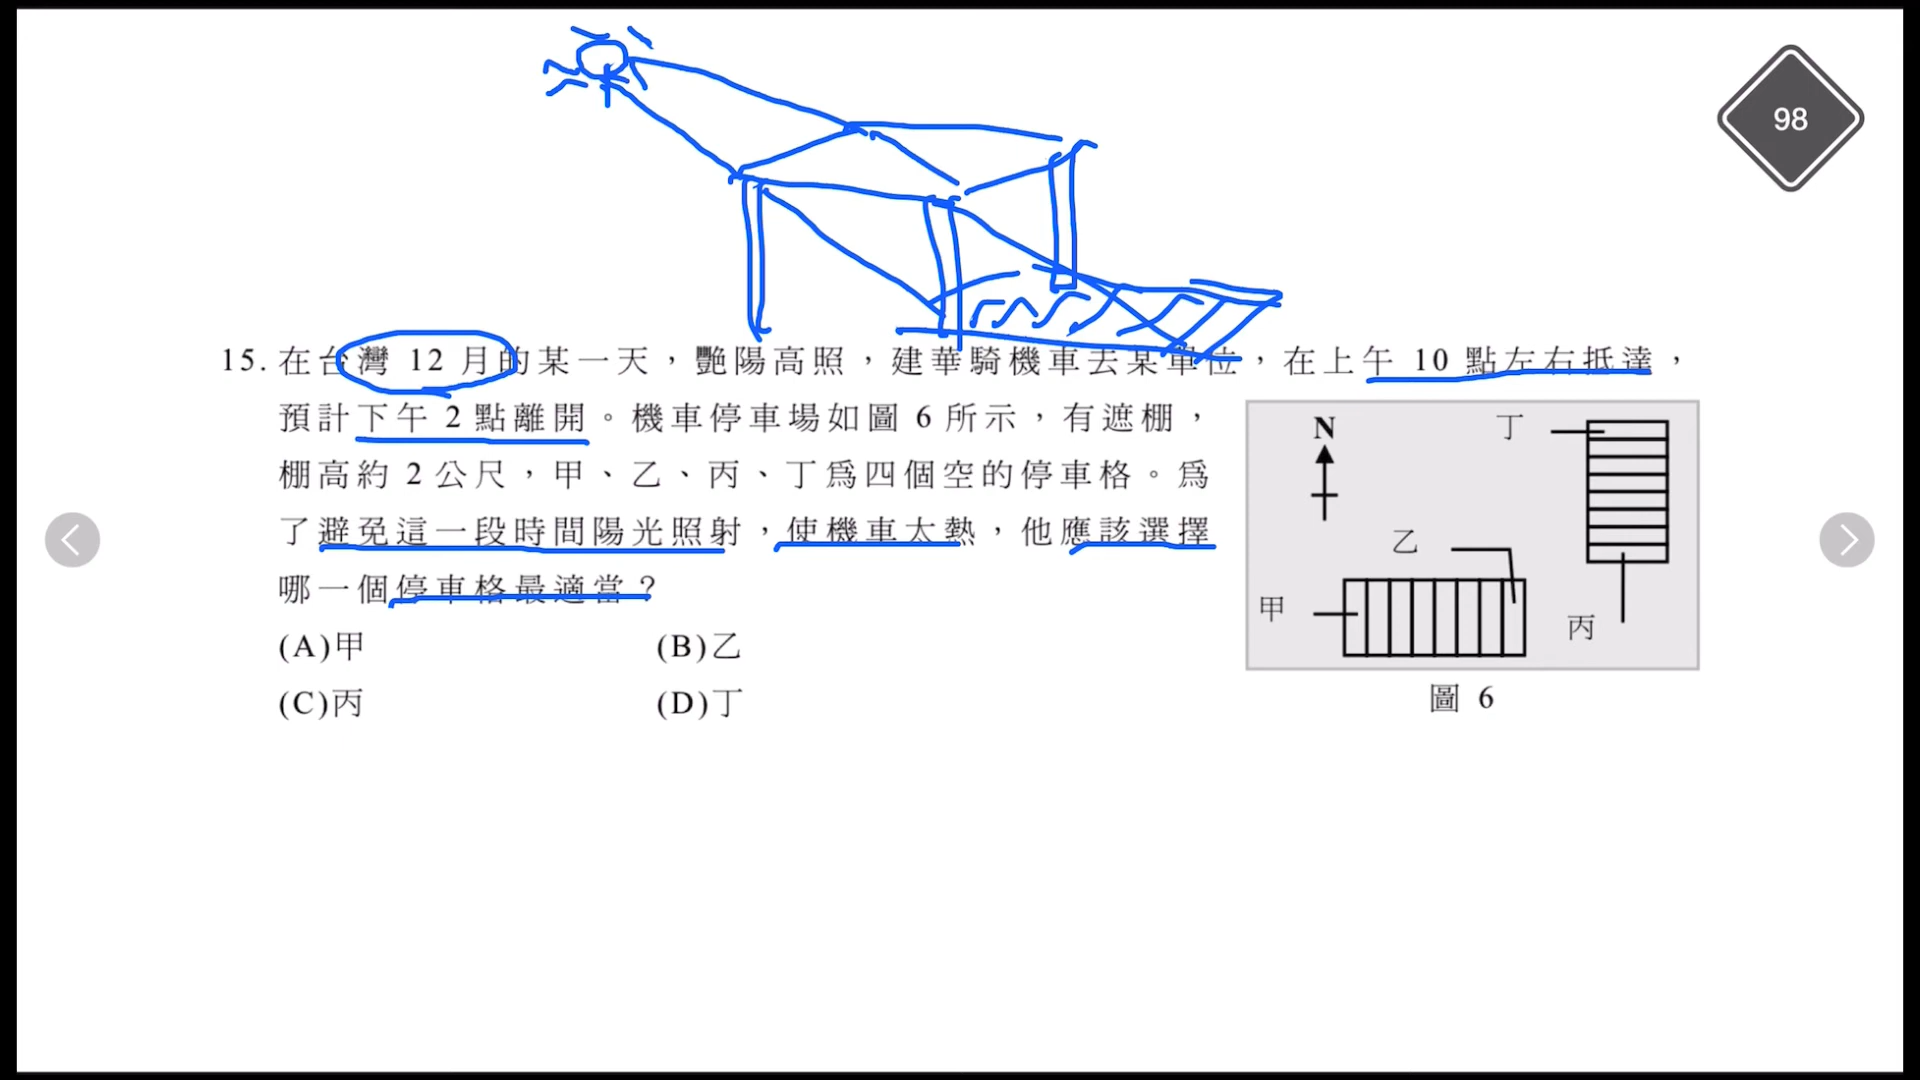 98
15. 在台灣 12 月的某一天，艷陽高照，建華騎機車去某單位，在上午 10 點左右抵達，
預計下午 2 點離開。機車停車場如圖 6 所示，有遮棚，
棚高約 2 公尺，甲、乙、丙、丁為四個空的停車格。為
了避免這一段時間陽光照射，使機車太熱，他應該選擇
哪一個停車格最適當？
(A)甲 (B)乙
(C)丙 (D)丁
N
丁
乙
甲
丙
圖 6